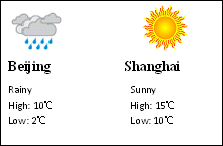 Beijing Shanghai
Rainy Sunny
High: 10℃ High: 15℃
Low: 2℃ Low: 10℃